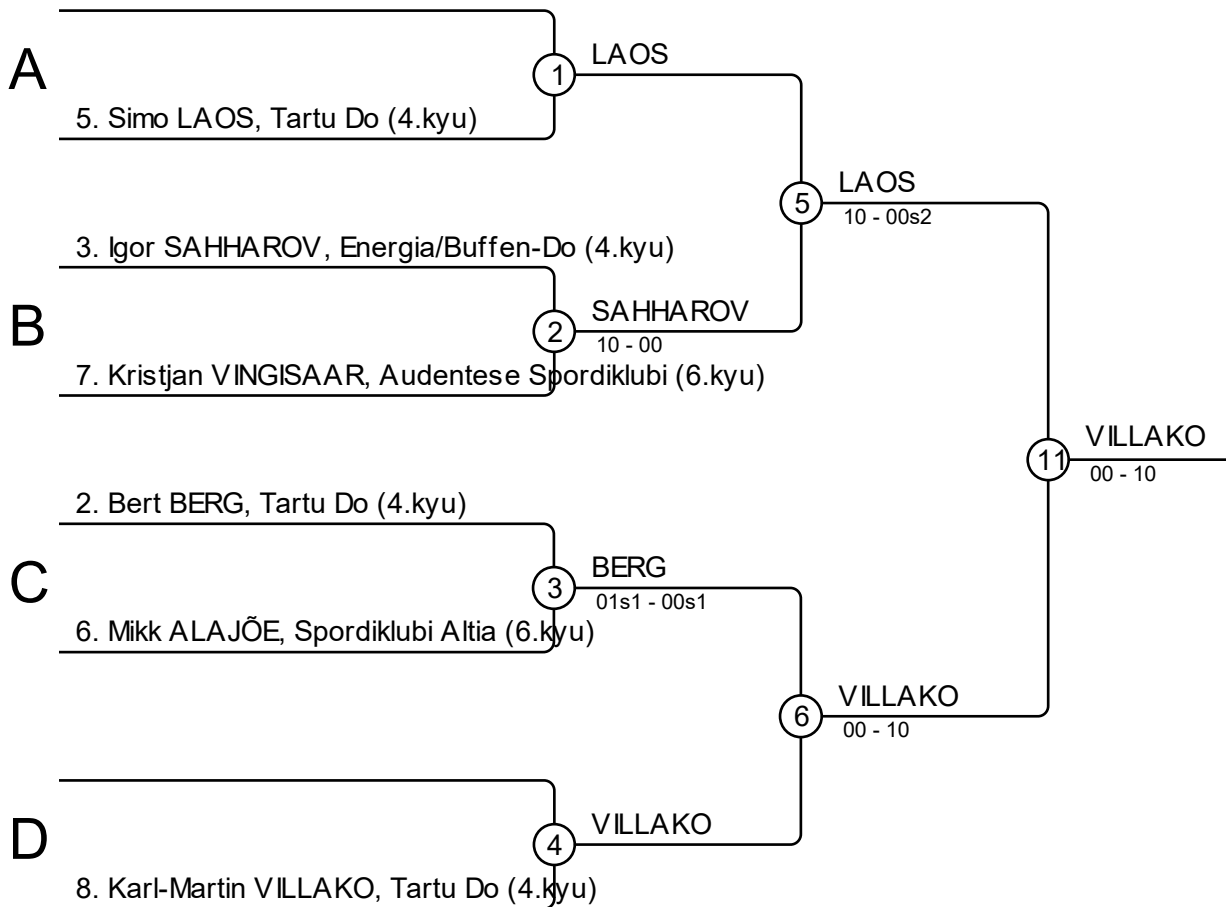 A
1
LAOS
5. Simo LAOS, Tartu Do (4.kyu)
5
LAOS
10 - 00s2
3. Igor SAHHAROV, Energia/Buffen-Do (4.kyu)
B
2
SAHHAROV
10 - 00
7. Kristjan VINGISAAR, Audentese Spordiklubi (6.kyu)
11
VILLAKO
00 - 10
2. Bert BERG, Tartu Do (4.kyu)
C
3
BERG
01s1 - 00s1
6. Mikk ALAJÕE, Spordiklubi Altia (6.kyu)
6
VILLAKO
00 - 10
D
4
VILLAKO
8. Karl-Martin VILLAKO, Tartu Do (4.kyu)